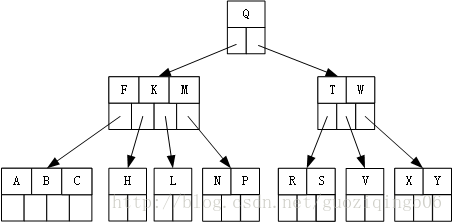 Q
F K M
T W
A B C
H
L
N P
R S
V
X Y
http://blog.csdn.net/guoziqing506